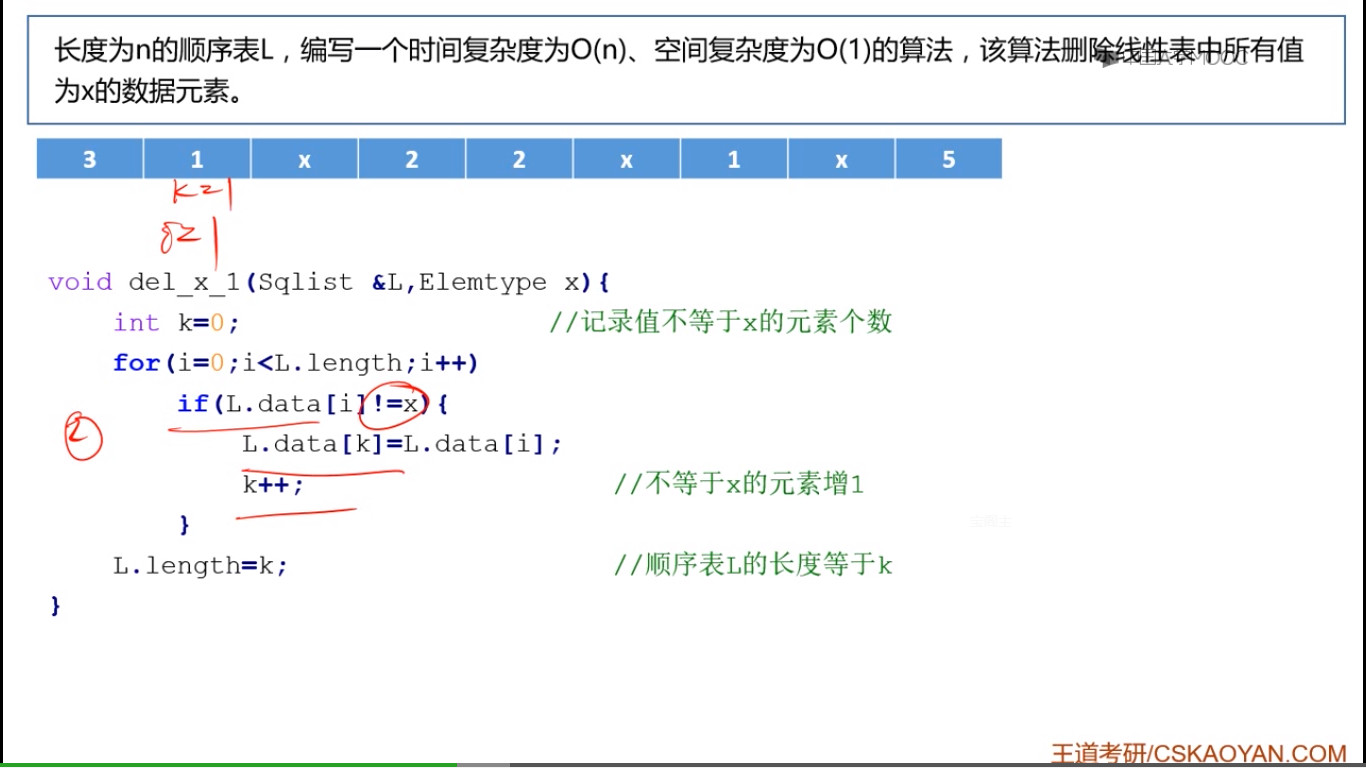 长度为n的顺序表L，编写一个时间复杂度为O(n)、空间复杂度为O(1)的算法，该算法删除线性表中所有值
为x的数据元素。
3 1 x 2 2 x 1 x 5
k=1
void del_x_1(Sqlist &L,Elemtype x){
int k=0; //记录值不等于x的元素个数
for(i=0;i<L.length;i++)
if(L.data[i]!=x){
2
L.data[k]=L.data[i];
k++; //不等于x的元素增1
}
L.length=k; //顺序表L的长度等于k
}
王道考研/CSKAOYAN.COM